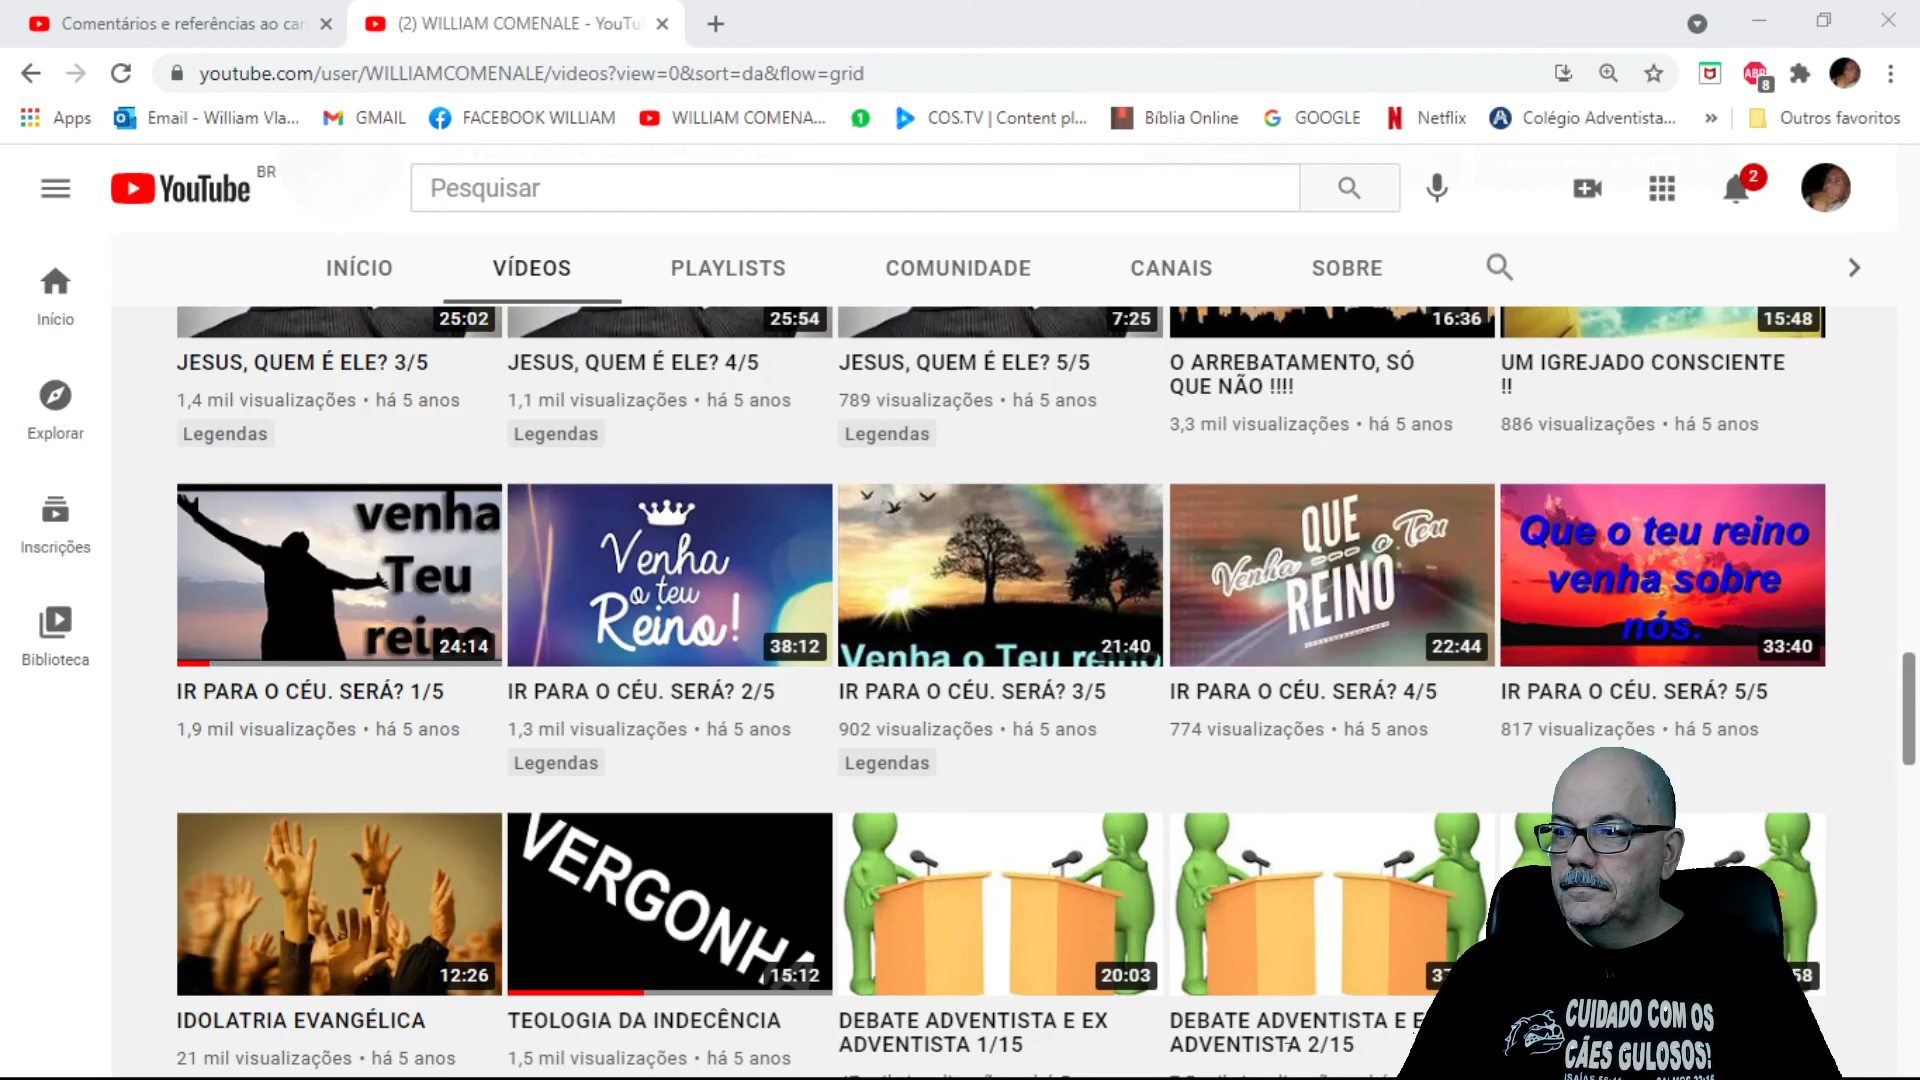 Comentários e referências ao can
(2) WILLIAM COMENALE - YouTu
youtube.com/user/WILLIAMCOMENALE/videos?view=0&sort=da&flow=grid
ABP
8
Apps
Email - William Vla...
GMAIL
FACEBOOK WILLIAM
WILLIAM COMENA...
1
COS.TV | Content pl...
Bíblia Online
GOOGLE
Netflix
Colégio Adventista...
»
Outros favoritos
YouTube
BR
Pesquisar
2
INÍCIO
VÍDEOS
PLAYLISTS
COMUNIDADE
CANAIS
SOBRE
Início
Explorar
Inscrições
Biblioteca
25:02
25:54
7:25
16:36
15:48
JESUS, QUEM É ELE? 3/5
1,4 mil visualizações • há 5 anos
Legendas
JESUS, QUEM É ELE? 4/5
1,1 mil visualizações • há 5 anos
Legendas
JESUS, QUEM É ELE? 5/5
789 visualizações • há 5 anos
Legendas
O ARREBATAMENTO, SÓ
QUE NÃO !!!!
3,3 mil visualizações • há 5 anos
UM IGREJADO CONSCIENTE
!!
886 visualizações • há 5 anos
venha
Teu
reino
24:14
Venha
o teu
Reino!
38:12
Venha o Teu reino
21:40
QUE
Venha o Teu
REINO
22:44
Que o teu reino
venha sobre
nós.
33:40
IR PARA O CÉU. SERÁ? 1/5
1,9 mil visualizações • há 5 anos
IR PARA O CÉU. SERÁ? 2/5
1,3 mil visualizações • há 5 anos
Legendas
IR PARA O CÉU. SERÁ? 3/5
902 visualizações • há 5 anos
Legendas
IR PARA O CÉU. SERÁ? 4/5
774 visualizações • há 5 anos
IR PARA O CÉU. SERÁ? 5/5
817 visualizações • há 5 anos
12:26
VERGONHA
15:12
20:03
37
58
IDOLATRIA EVANGÉLICA
21 mil visualizações • há 5 anos
TEOLOGIA DA INDECÊNCIA
1,5 mil visualizações • há 5 anos
DEBATE ADVENTISTA E EX
ADVENTISTA 1/15
DEBATE ADVENTISTA E E
ADVENTISTA 2/15
CUIDADO COM OS
CÃES GULOSOS!